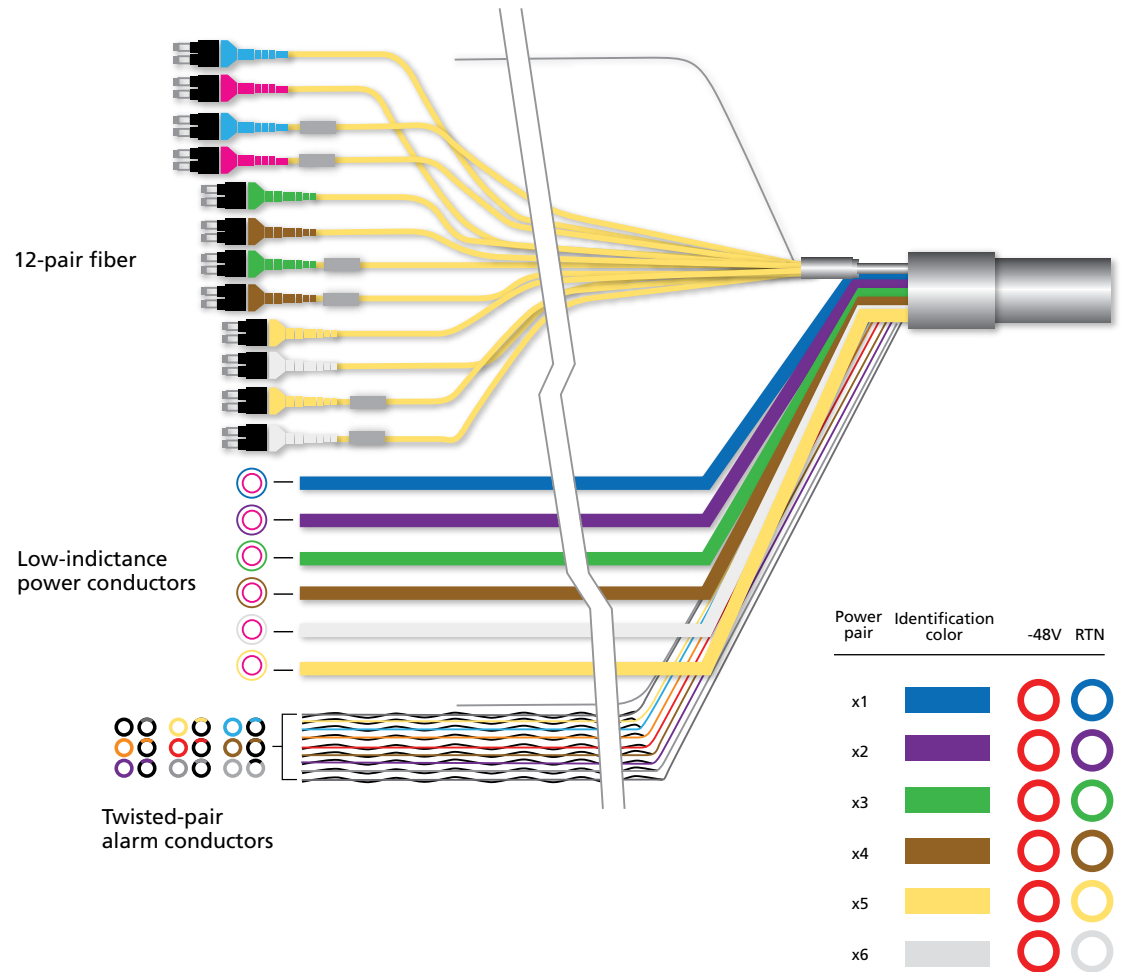 12-pair fiber
Low-indictance
power conductors
Twisted-pair
alarm conductors
Power
pair
Identification
color
-48V
RTN
x1
x2
x3
x4
x5
x6